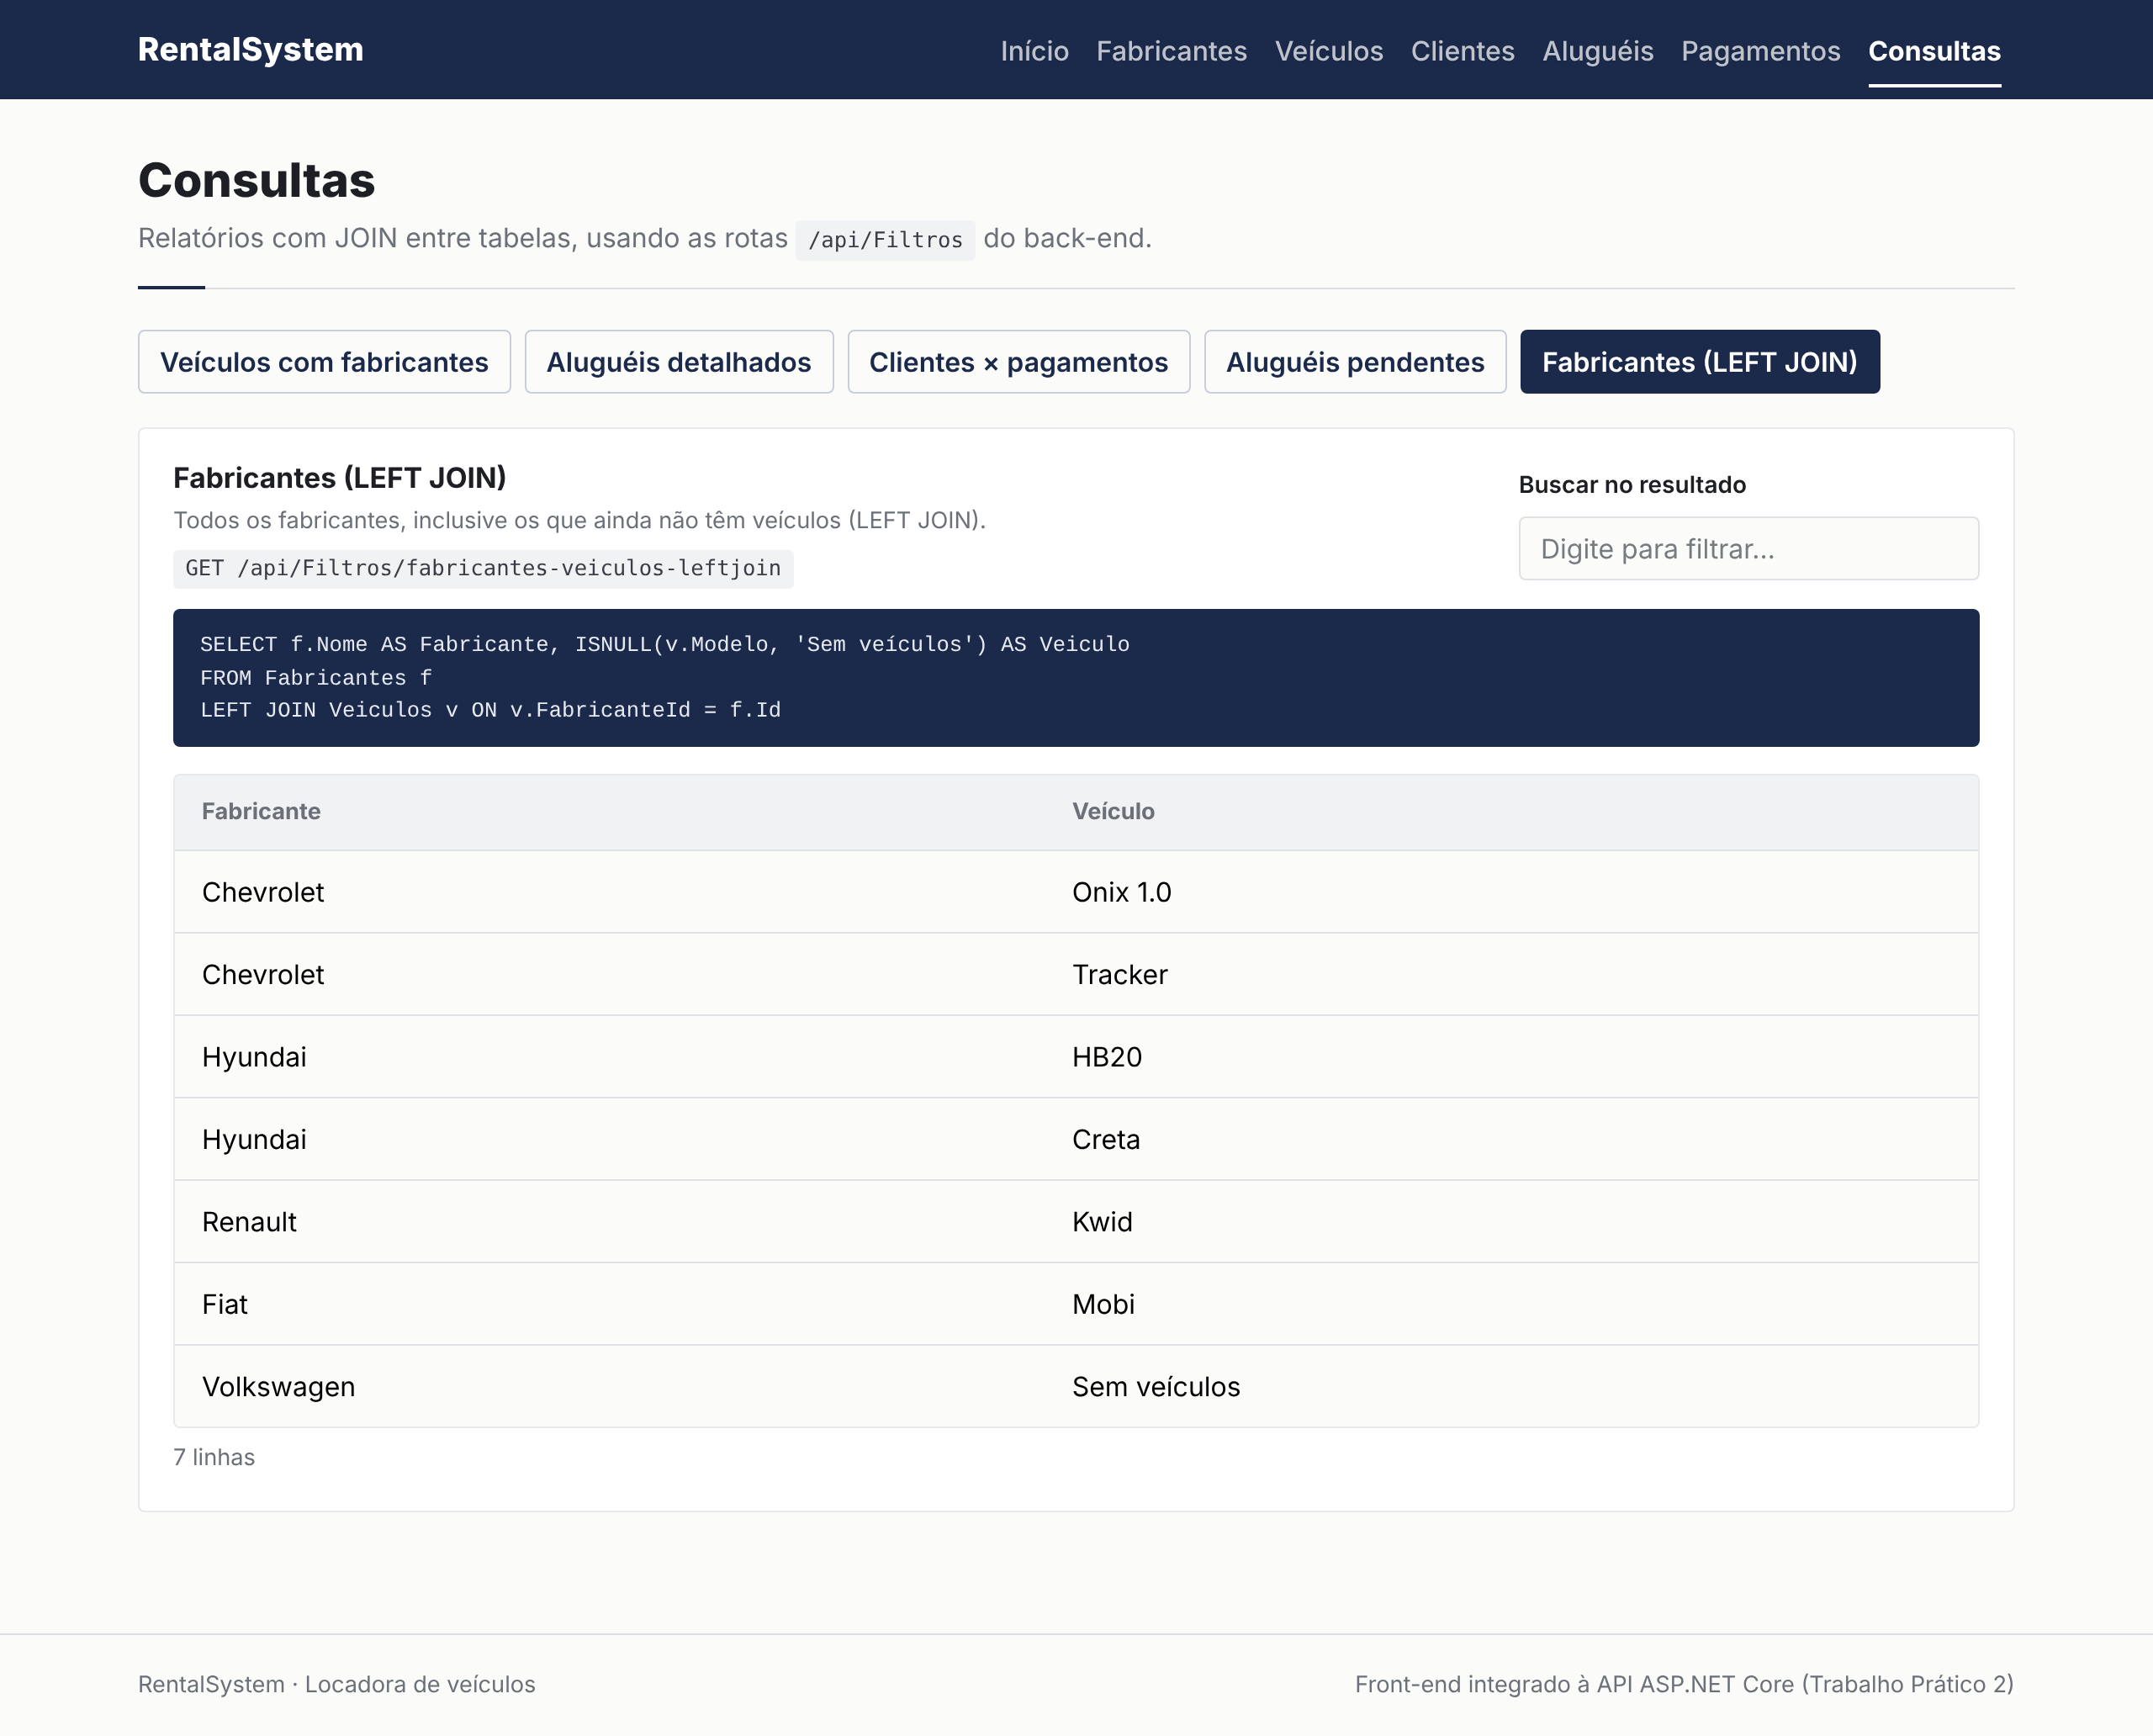 RentalSystem
Início Fabricantes Veículos Clientes Aluguéis Pagamentos Consultas
Consultas
Relatórios com JOIN entre tabelas, usando as rotas /api/Filtros do back-end.
Veículos com fabricantes
Aluguéis detalhados
Clientes × pagamentos
Aluguéis pendentes
Fabricantes (LEFT JOIN)
Fabricantes (LEFT JOIN)
Todos os fabricantes, inclusive os que ainda não têm veículos (LEFT JOIN).
GET /api/Filtros/fabricantes-veiculos-leftjoin
Buscar no resultado
Digite para filtrar...
SELECT f.Nome AS Fabricante, ISNULL(v.Modelo, 'Sem veículos') AS Veiculo
FROM Fabricantes f
LEFT JOIN Veiculos v ON v.FabricanteId = f.Id
Fabricante Veículo
Chevrolet Onix 1.0
Chevrolet Tracker
Hyundai HB20
Hyundai Creta
Renault Kwid
Fiat Mobi
Volkswagen Sem veículos
7 linhas
RentalSystem · Locadora de veículos
Front-end integrado à API ASP.NET Core (Trabalho Prático 2)